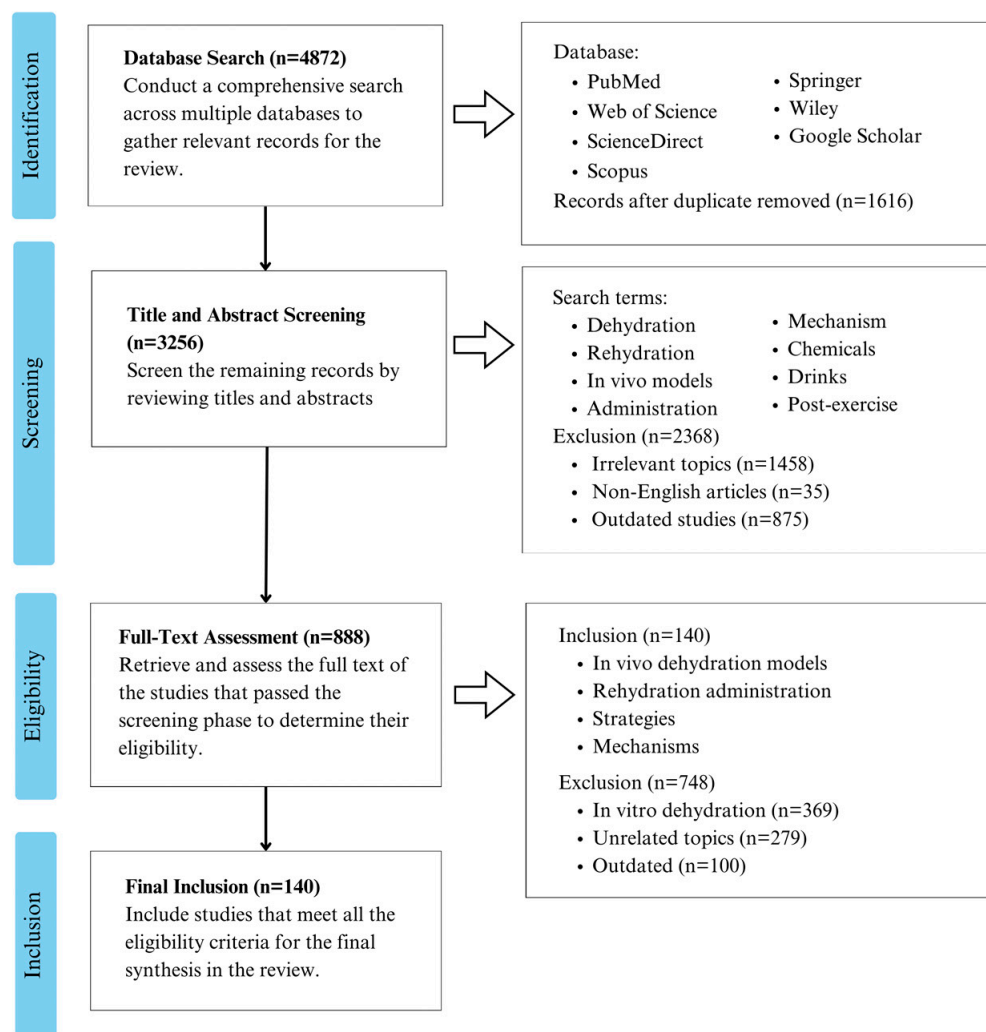 Identification
Database Search (n=4872)
Conduct a comprehensive search
across multiple databases to
gather relevant records for the
review.
Database:
• PubMed
• Web of Science
• ScienceDirect
• Scopus
• Springer
• Wiley
• Google Scholar
Records after duplicate removed (n=1616)
Screening
Title and Abstract Screening
(n=3256)
Screen the remaining records by
reviewing titles and abstracts
Search terms:
• Dehydration
• Rehydration
• In vivo models
• Administration
• Mechanism
• Chemicals
• Drinks
• Post-exercise
Exclusion (n=2368)
• Irrelevant topics (n=1458)
• Non-English articles (n=35)
• Outdated studies (n=875)
Eligibility
Full-Text Assessment (n=888)
Retrieve and assess the full text of
the studies that passed the
screening phase to determine their
eligibility.
Inclusion (n=140)
• In vivo dehydration models
• Rehydration administration
• Strategies
• Mechanisms
Exclusion (n=748)
• In vitro dehydration (n=369)
• Unrelated topics (n=279)
• Outdated (n=100)
Inclusion
Final Inclusion (n=140)
Include studies that meet all the
eligibility criteria for the final
synthesis in the review.